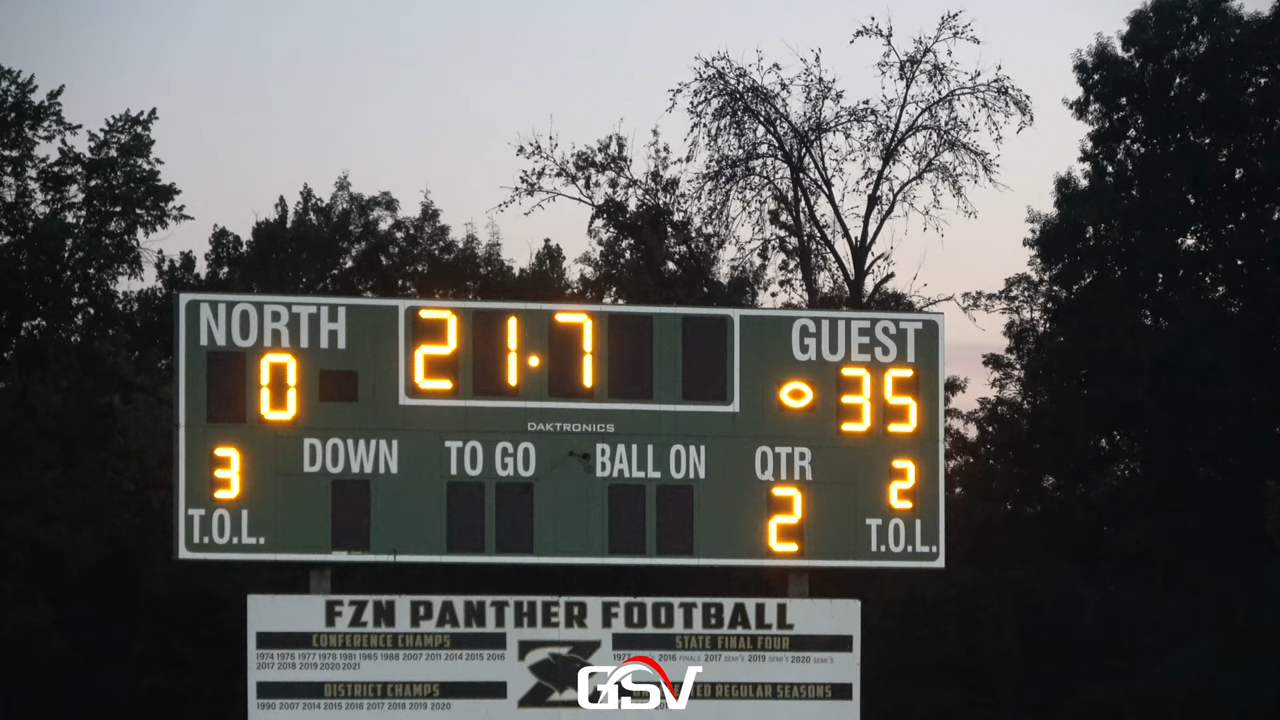 NORTH 21.7 GUEST
0 35
DAKTRONICS
3 DOWN TO GO BALL ON QTR 2
T.O.L. 2 T.O.L.
FZN PANTHER FOOTBALL
CONFERENCE CHAMPS
1974 1976 1977 1978 1981 1985 1988 2007 2011 2014 2015 2016
2017 2018 2019 2020 2021
DISTRICT CHAMPS
1990 2007 2014 2015 2016 2017 2018 2019 2020
STATE FINAL FOUR
1977 2016 FINALS 2017 SEMI'S 2019 SEMI'S 2020 SEMI'S
REGULAR SEASONS
GSV